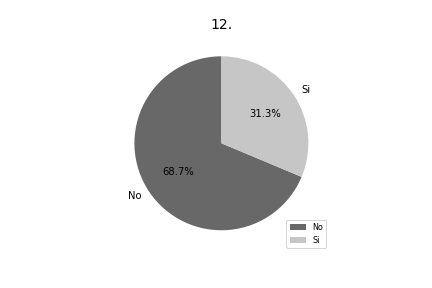 12.
Si
31.3%
68.7%
No
No
Si